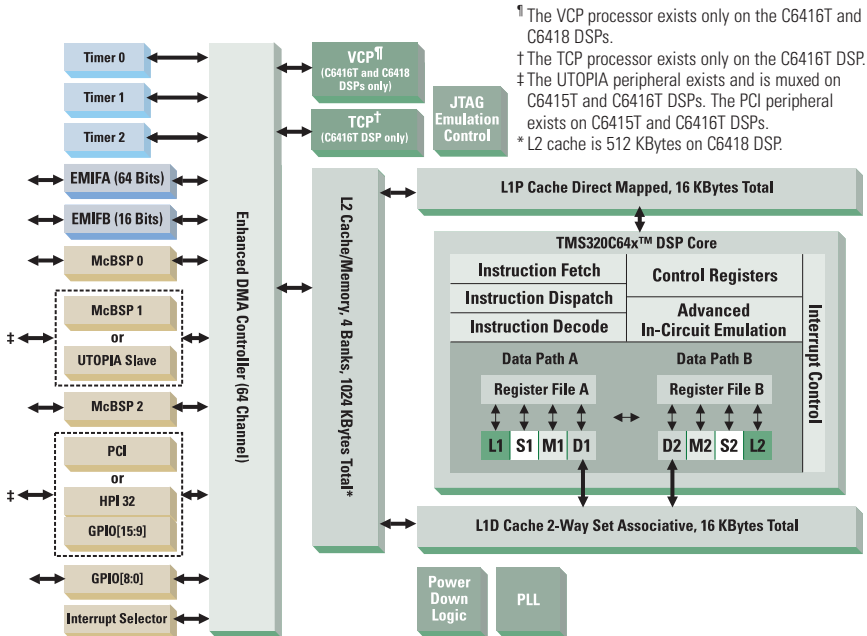 ¶ The VCP processor exists only on the C6416T and
C6418 DSPs.
† The TCP processor exists only on the C6416T DSP.
‡ The UTOPIA peripheral exists and is muxed on
C6415T and C6416T DSPs. The PCI peripheral
exists on C6415T and C6416T DSPs.
* L2 cache is 512 KBytes on C6418 DSP.
Timer 0
Timer 1
Timer 2
EMIFA (64 Bits)
EMIFB (16 Bits)
McBSP 0
McBSP 1
or
UTOPIA Slave
‡
McBSP 2
PCI
or
HPI 32
GPIO[15:9]
‡
GPIO[8:0]
Interrupt Selector
Enhanced DMA Controller (64 Channel)
VCP¶
(C6416T and C6418
DSPs only)
TCP†
(C6416T DSP only)
JTAG
Emulation
Control
L2 Cache/Memory, 4 Banks, 1024 KBytes Total*
L1P Cache Direct Mapped, 16 KBytes Total
TMS320C64x™ DSP Core
Instruction Fetch
Instruction Dispatch
Instruction Decode
Control Registers
Advanced
In-Circuit Emulation
Interrupt Control
Data Path A
Data Path B
Register File A
Register File B
L1 S1 M1 D1
D2 M2 S2 L2
L1D Cache 2-Way Set Associative, 16 KBytes Total
Power
Down
Logic
PLL